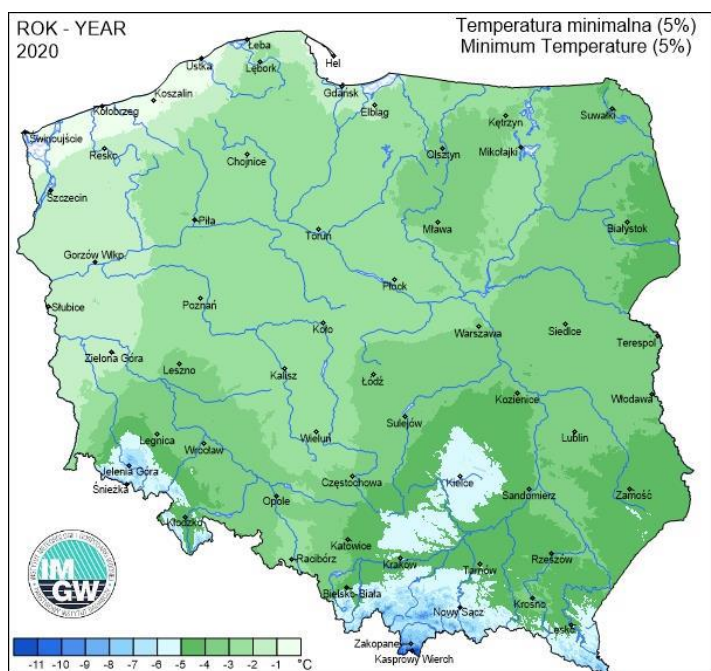 ROK - YEAR
2020
Temperatura minimalna (5%)
Minimum Temperature (5%)
Łeba
Ustka
Lębork
Hel
Koszalin
Gdańsk
Kołobrzeg
Elbląg
Kętrzyn
Suwałki
Świnoujście
Resko
Chojnice
Olsztyn
Mikołajki
Szczecin
Piła
Toruń
Mława
Białystok
Gorzów Wlkp.
Płock
Słubice
Poznań
Koło
Warszawa
Siedlce
Terespol
Zielona Góra
Leszno
Kalisz
Łódź
Kozienice
Włodawa
Sulejów
Legnica
Wrocław
Wieluń
Lublin
Jelenia Góra
Śnieżka
Częstochowa
Kielce
Opole
Sandomierz
Zamość
Kłodzko
Katowice
Racibórz
Kraków
Tarnów
Rzeszów
Bielsko-Biała
Nowy Sącz
Krosno
Lesko
Zakopane
Kasprowy Wierch
IM
GW
-11 -10 -9 -8 -7 -6 -5 -4 -3 -2 -1 °C